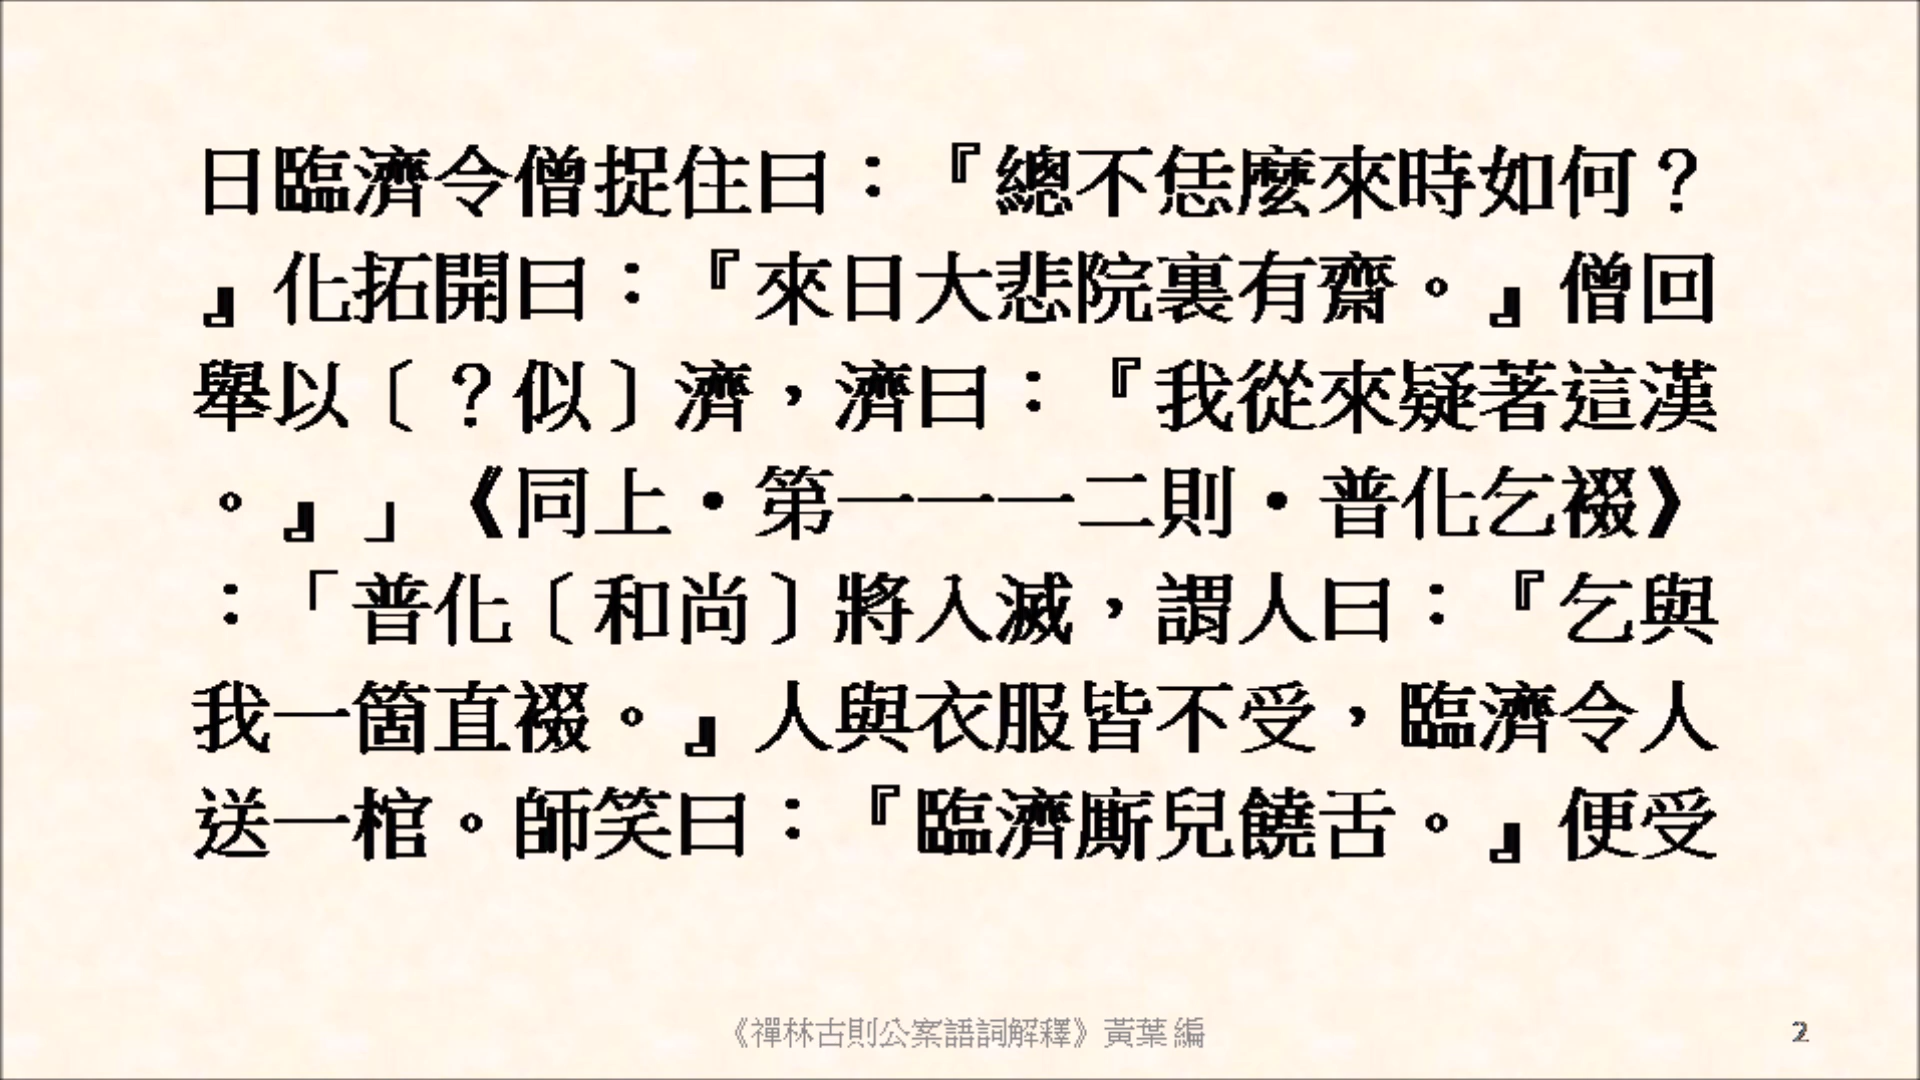 日臨濟令僧捉住曰：『總不恁麼來時如何？
』化拓開曰：『來日大悲院裏有齋。』僧回
舉以〔？似〕濟，濟曰：『我從來疑著這漢
。』」《同上‧第一一一二則‧普化乞裰》
：「普化〔和尚〕將入滅，謂人曰：『乞與
我一箇直裰。』人與衣服皆不受，臨濟令人
送一棺。師笑曰：『臨濟廝兒饒舌。』便受
《禪林古則公案語詞解釋》黃葉 編
2